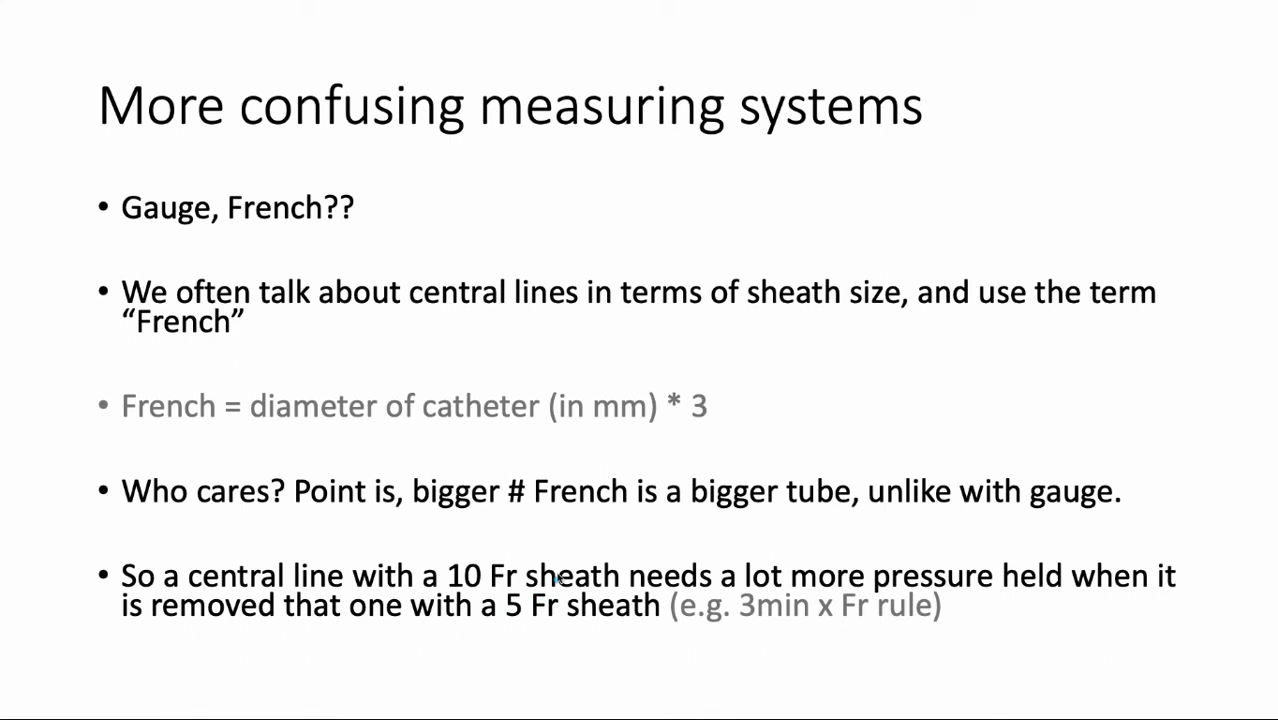 More confusing measuring systems
• Gauge, French??
• We often talk about central lines in terms of sheath size, and use the term
“French”
• French = diameter of catheter (in mm) * 3
• Who cares? Point is, bigger # French is a bigger tube, unlike with gauge.
• So a central line with a 10 Fr sheath needs a lot more pressure held when it
is removed that one with a 5 Fr sheath (e.g. 3min x Fr rule)